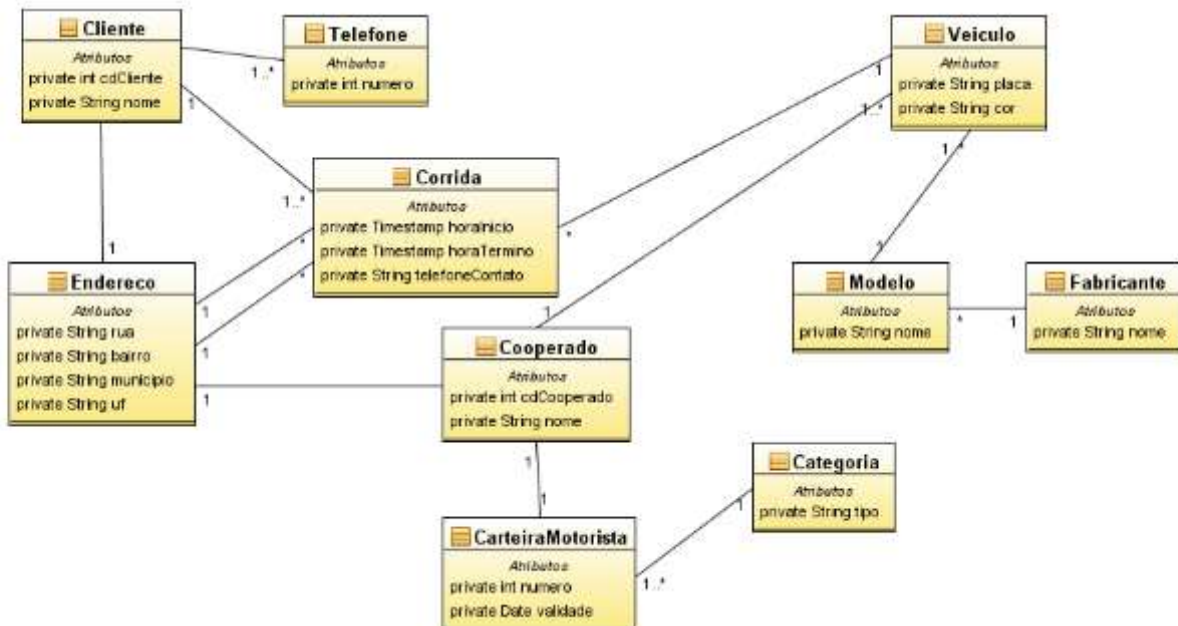 Cliente
Atributos
private int cdCliente
private String nome
Telefone
Atributos
private int numero
1..*
1
Veiculo
Atributos
private String placa
private String cor
1
1..*
1
*
Corrida
Atributos
private Timestamp horaInicio
private Timestamp horaTermino
private String telefoneContato
1..*
*
*
*
1
Endereco
Atributos
private String rua
private String bairro
private String municipio
private String uf
1
1
1
Modelo
Atributos
private String nome
1
*
1
Fabricante
Atributos
private String nome
1
Cooperado
Atributos
private int cdCooperado
private String nome
1
1
Categoria
Atributos
private String tipo
1
1..*
CarteiraMotorista
Atributos
private int numero
private Date validade